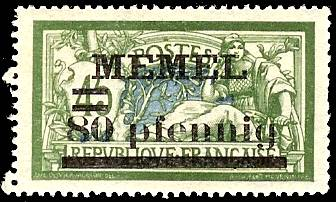 POSTES
MEMEL
80 pfennig
REPUBLIQUE FRANÇAISE